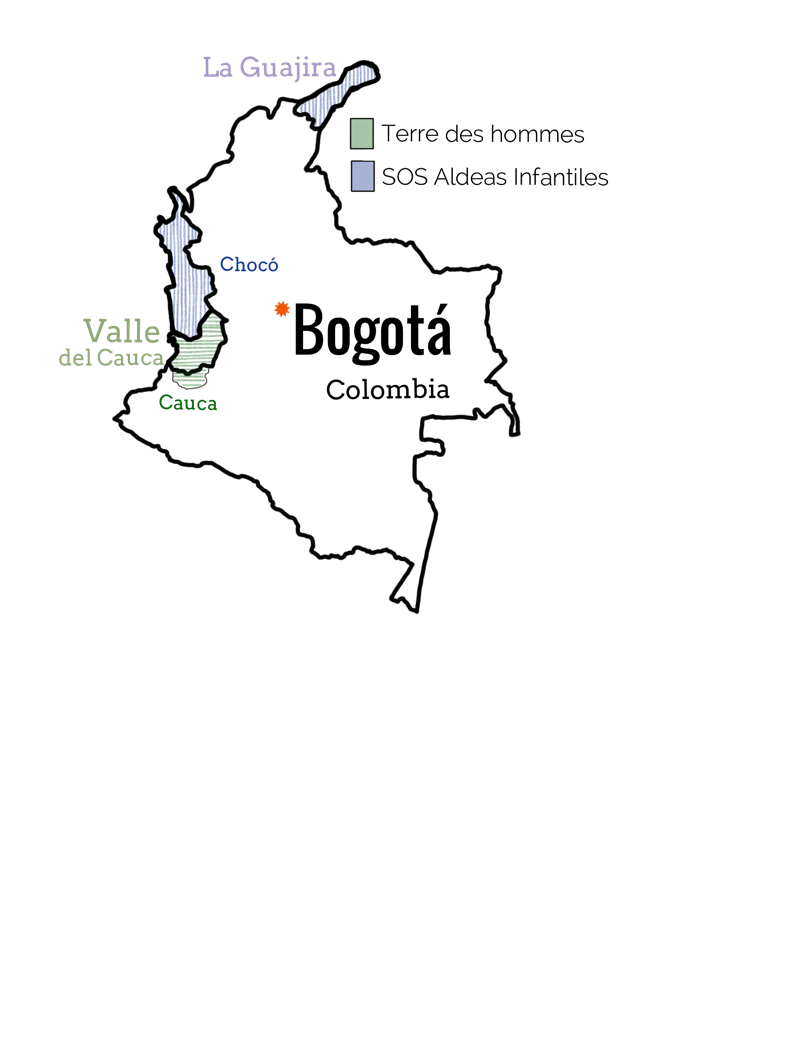 La Guajira
Terre des hommes
SOS Aldeas Infantiles
Chocó
Bogotá
Valle
del Cauca
Colombia
Cauca